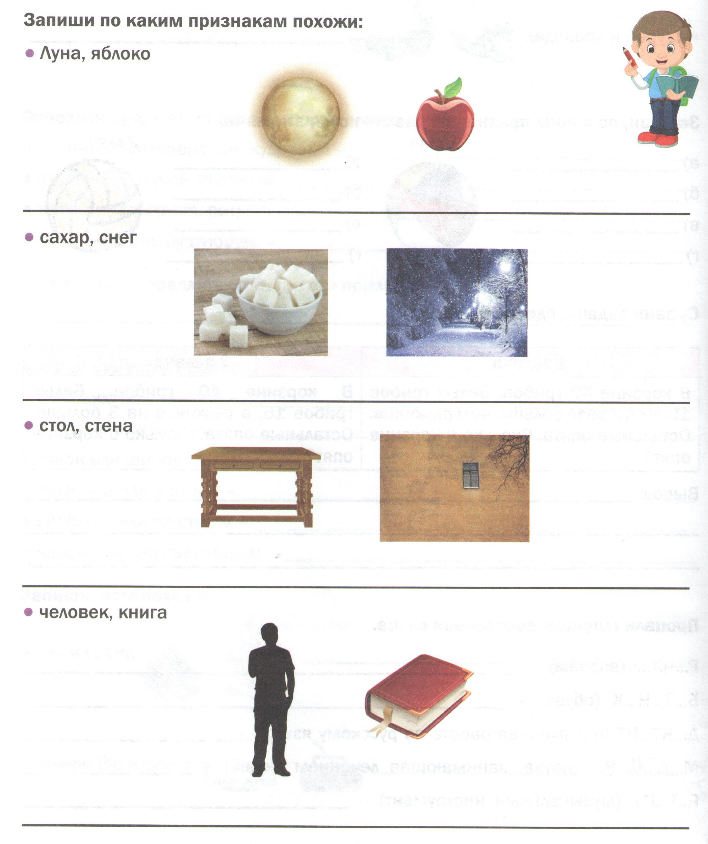 Запиши по каким признакам похожи:
• Луна, яблоко
• сахар, снег
• стол, стена
• человек, книга